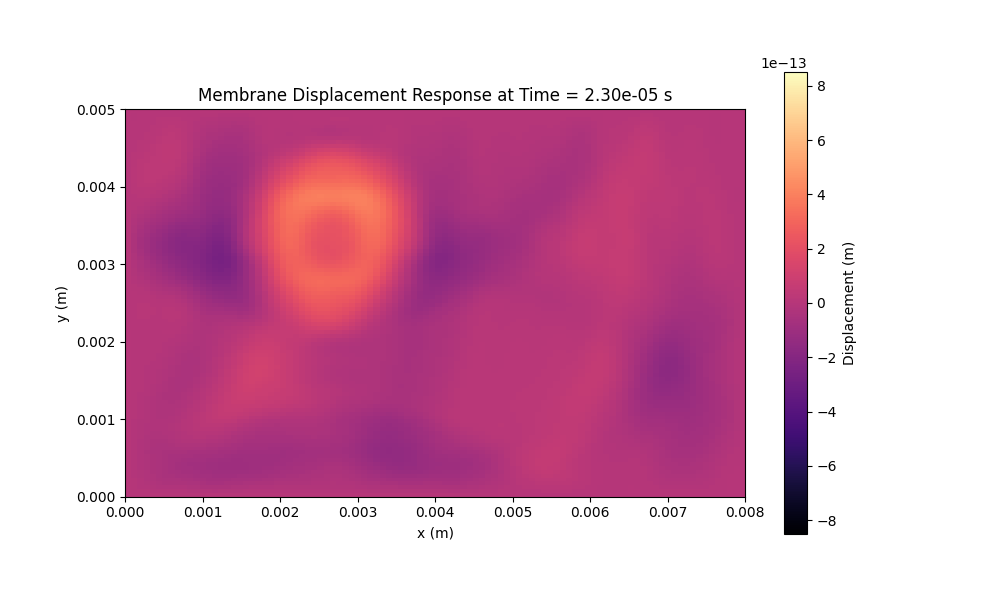 1e−13
Membrane Displacement Response at Time = 2.30e-05 s
0.005
0.004
0.003
0.002
0.001
0.000
y (m)
0.000 0.001 0.002 0.003 0.004 0.005 0.006 0.007 0.008
x (m)
8
6
4
2
0
−2
−4
−6
−8
Displacement (m)